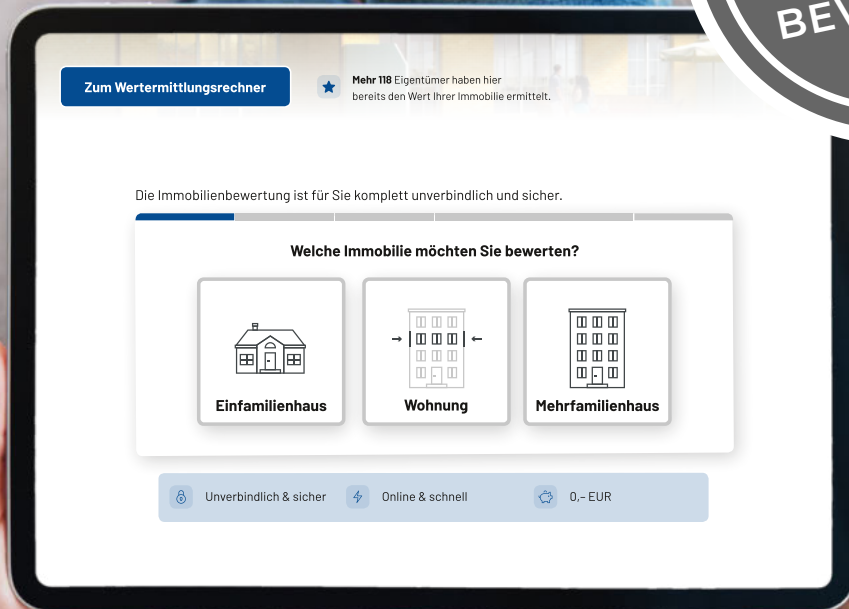 Zum Wertermittlungsrechner
Mehr 118 Eigentümer haben hier
bereits den Wert Ihrer Immobilie ermittelt.
Die Immobilienbewertung ist für Sie komplett unverbindlich und sicher.
Welche Immobilie möchten Sie bewerten?
Einfamilienhaus
Wohnung
Mehrfamilienhaus
Unverbindlich & sicher
Online & schnell
0,- EUR